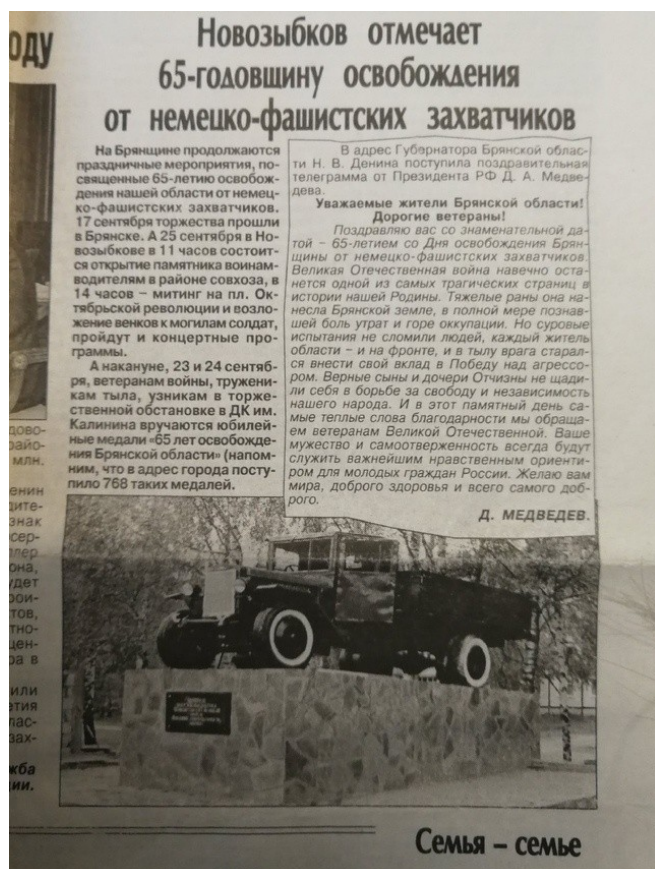 ОДУ
Новозыбков отмечает
65-годовщину освобождения
от немецко-фашистских захватчиков
На Брянщине продолжаются
праздничные мероприятия, по-
священные 65-летию освобож-
дения нашей области от немец-
ко-фашистских захватчиков.
17 сентября торжества прошли
в Брянске. А 25 сентября в Но-
возыбкове в 11 часов состоит-
ся открытие памятника воинам-
водителям в районе совхоза, в
14 часов – митинг на пл. Ок-
тябрьской революции и возло-
жение венков к могилам солдат,
пройдут и концертные про-
граммы.
А накануне, 23 и 24 сентяб-
ря, ветеранам войны, тружени-
кам тыла, узникам в торже-
ственной обстановке в ДК им.
Калинина вручаются юбилей-
ные медали «65 лет освобожде-
ния Брянской области» (напом-
ним, что в адрес города посту-
пило 768 таких медалей.
В адрес Губернатора Брянской облас-
ти Н. В. Денина поступила поздравительная
телеграмма от Президента РФ Д. А. Медве-
дева.
Уважаемые жители Брянской области!
Дорогие ветераны!
Поздравляю вас со знаменательной да-
той – 65-летием со Дня освобождения Брян-
щины от немецко-фашистских захватчиков.
Великая Отечественная война навечно оста-
нется одной из самых трагических страниц в
истории нашей Родины. Тяжелые раны она на-
несла Брянской земле, в полной мере познав-
шей боль утрат и горе оккупации. Но суровые
испытания не сломили людей, каждый житель
области – и на фронте, и в тылу врага старал-
ся внести свой вклад в Победу над агрессо-
ром. Верные сыны и дочери Отчизны не щади-
ли себя в борьбе за свободу и независимость
нашего народа. И в этот памятный день са-
мые теплые слова благодарности мы обраща-
ем ветеранам Великой Отечественной. Ваше
мужество и самоотверженность всегда будут
служить важнейшим нравственным ориенти-
ром для молодых граждан России. Желаю вам
мира, доброго здоровья и всего самого доб-
рого.
Д. МЕДВЕДЕВ.
Семья – семье